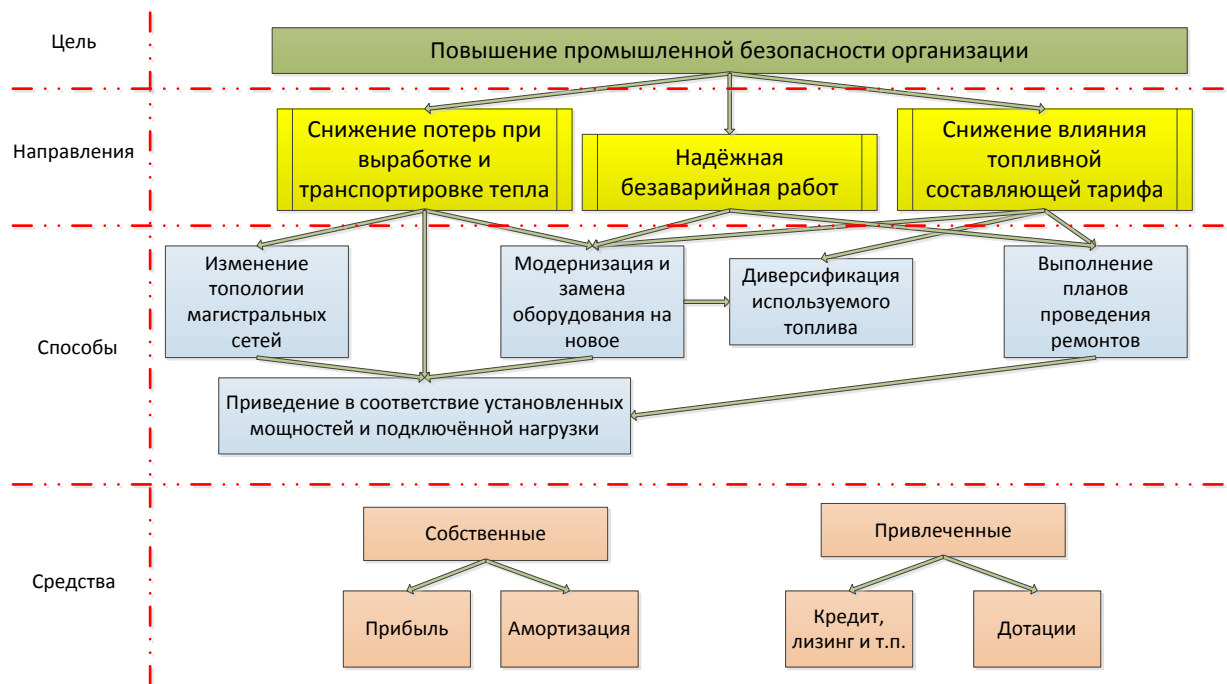 Цель
Повышение промышленной безопасности организации
Направления
Снижение потерь при
выработке и
транспортировке тепла
Надёжная
безаварийная работ
Снижение влияния
топливной
составляющей тарифа
Способы
Изменение
топологии
магистральных
сетей
Модернизация и
замена
оборудования на
новое
Диверсификация
используемого
топлива
Выполнение
планов
проведения
ремонтов
Приведение в соответствие установленных
мощностей и подключённой нагрузки
Средства
Собственные
Привлеченные
Прибыль
Амортизация
Кредит,
лизинг и т.п.
Дотации